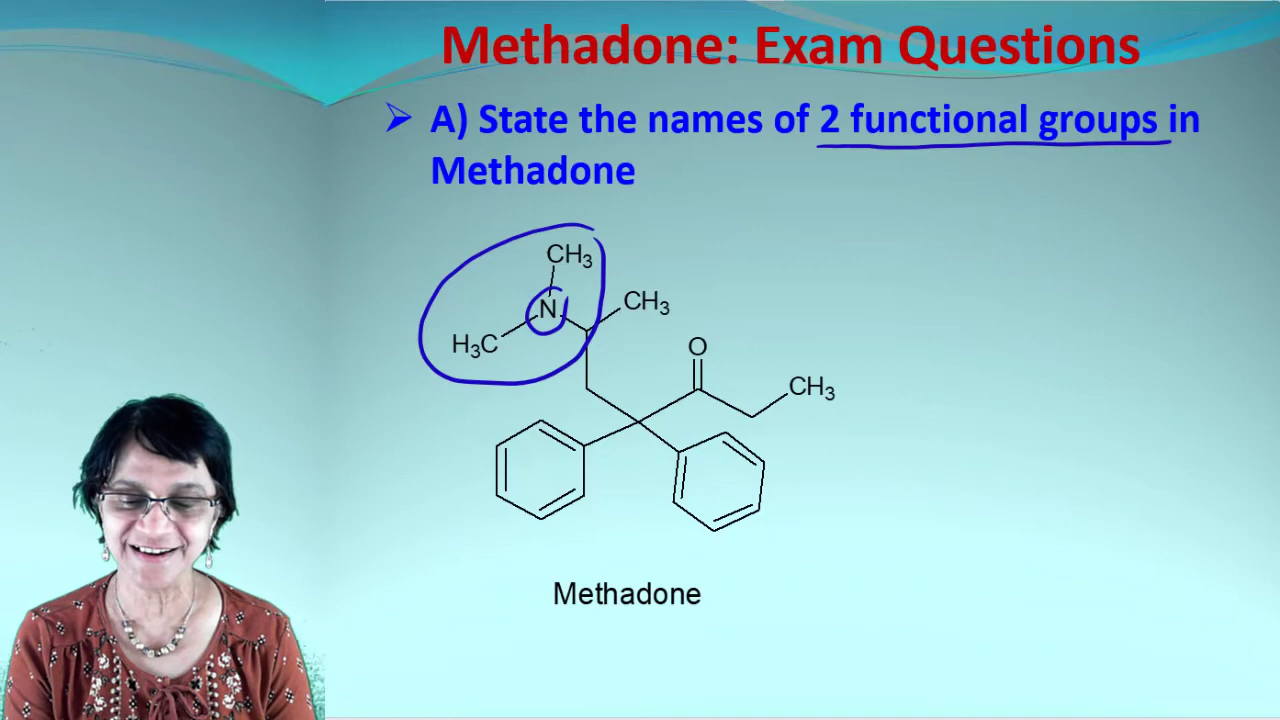 Methadone: Exam Questions
A) State the names of 2 functional groups in
Methadone
CH3
N
CH3
H3C
O
CH3
Methadone